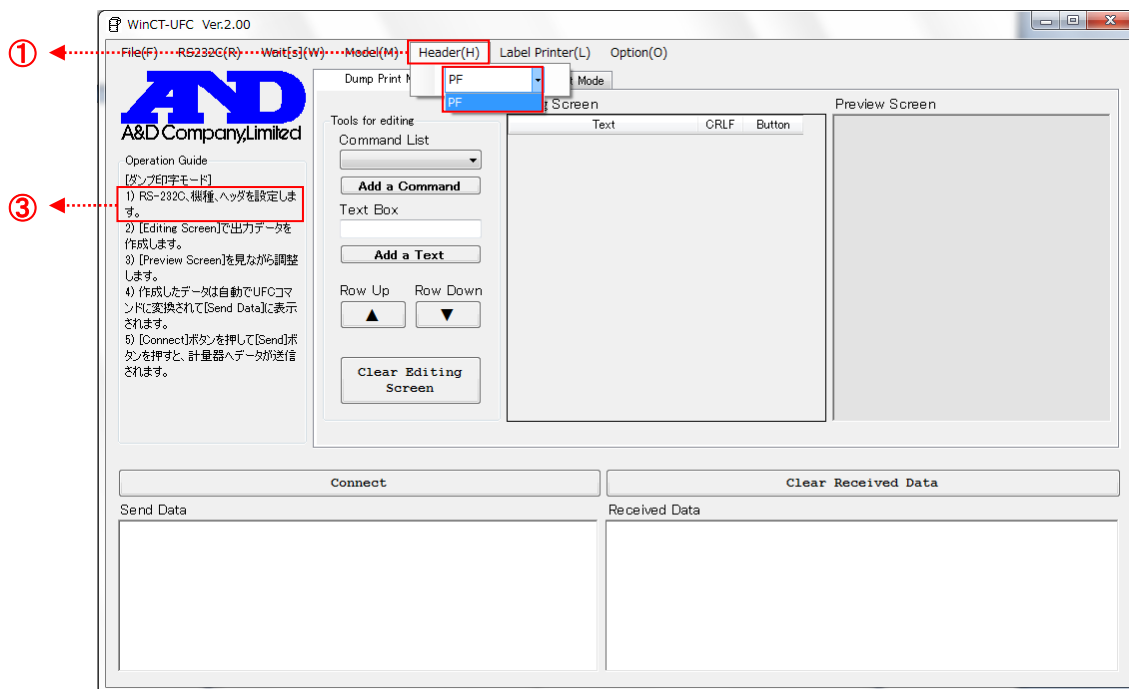 WinCT-UFC Ver.2.00
①
File(F) RS232C(R) Wait[s](W) Model(M) Header(H) Label Printer(L) Option(O)
PF
PF
Dump Print
Mode
AND
A&D Company,Limited
Operation Guide
[ダンプ印字モード]
③
1) RS-232C、機種、ヘッダを設定しま
す。
2) [Editing Screen]で出力データを
作成します。
3) [Preview Screen]を見ながら調整
します。
4) 作成したデータは自動でUFCコマ
ンドに変換されて[Send Data]に表示
されます。
5) [Connect]ボタンを押して[Send]ボ
タンを押すと、計量器へデータが送信
されます。
Tools for editing
Command List
Add a Command
Text Box
Add a Text
Row Up Row Down
▲ ▼
Clear Editing
Screen
Screen
Text CRLF Button
Preview Screen
Connect
Clear Received Data
Send Data
Received Data